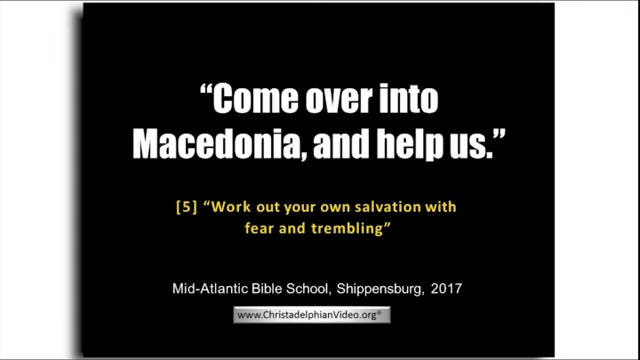 “Come over into
Macedonia, and help us.”
[5] “Work out your own salvation with
fear and trembling”
Mid-Atlantic Bible School, Shippensburg, 2017
www.ChristadelphianVideo.org®